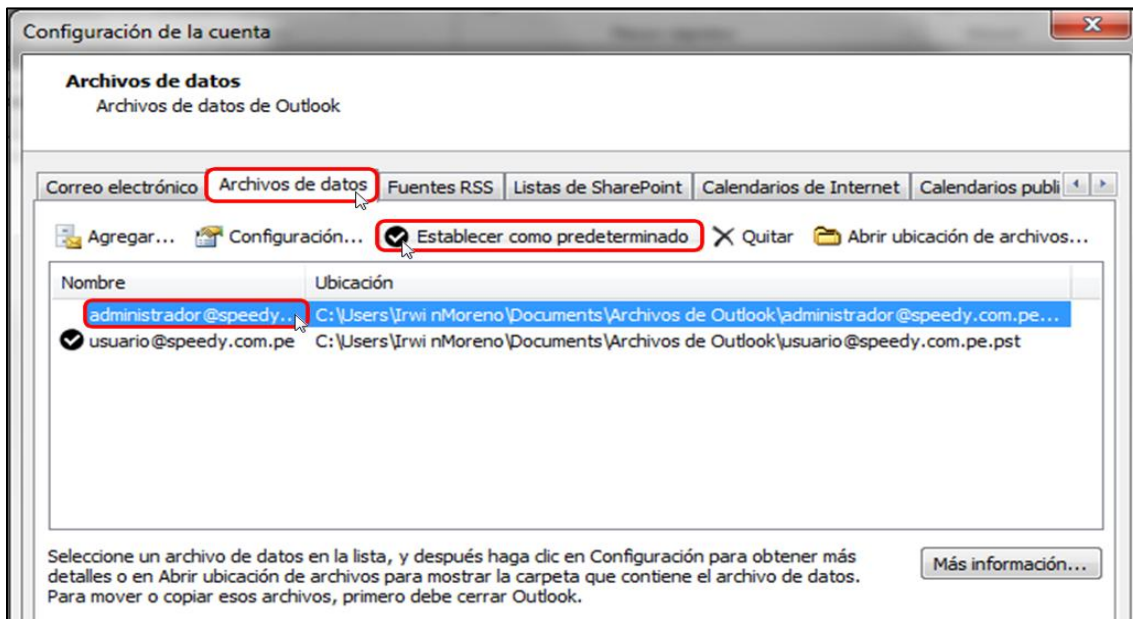 Configuración de la cuenta
Archivos de datos
Archivos de datos de Outlook
Correo electrónico Archivos de datos Fuentes RSS Listas de SharePoint Calendarios de Internet Calendarios publi
Agregar... Configuración... Establecer como predeterminado Quitar Abrir ubicación de archivos...
Nombre Ubicación
administrador@speedy... C:\Users\Irwi nMoreno\Documents\Archivos de Outlook\administrador@speedy.com.pe...
usuario@speedy.com.pe C:\Users\Irwi nMoreno\Documents\Archivos de Outlook\usuario@speedy.com.pe.pst
Seleccione un archivo de datos en la lista, y después haga clic en Configuración para obtener más
detalles o en Abrir ubicación de archivos para mostrar la carpeta que contiene el archivo de datos.
Para mover o copiar esos archivos, primero debe cerrar Outlook.
Más información...